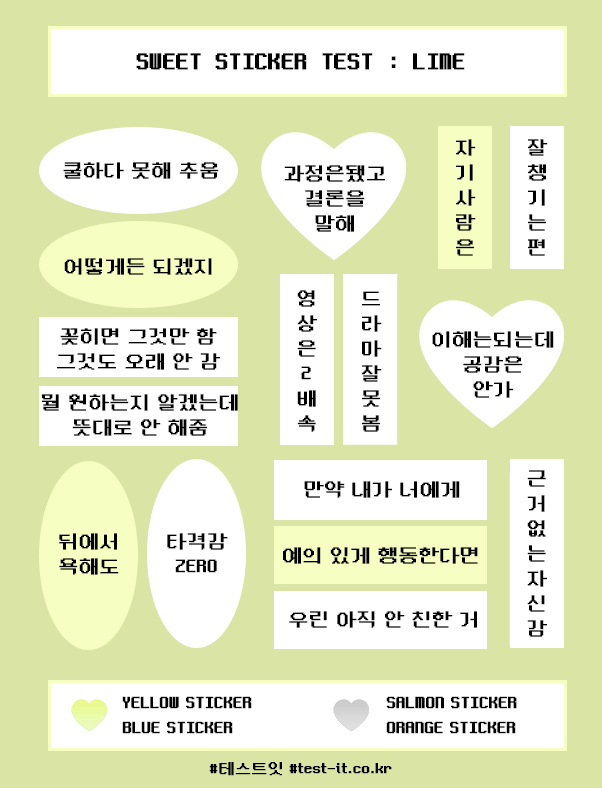 SWEET STICKER TEST : LIME
쿨하다 못해 추움
과정은됐고
결론을
말해
자기사람은
잘챙기는편
어떻게든 되겠지
꽂히면 그것만 함
그것도 오래 안 감
뭘 원하는지 알겠는데
뜻대로 안 해줌
영상은2배속
드라마잘못봄
이해는되는데
공감은
안가
뒤에서
욕해도
타격감
ZERO
만약 내가 너에게
예의 있게 행동한다면
우린 아직 안 친한 거
근거없는자신감
YELLOW STICKER
BLUE STICKER
SALMON STICKER
ORANGE STICKER
#테스트잇 #test-it.co.kr